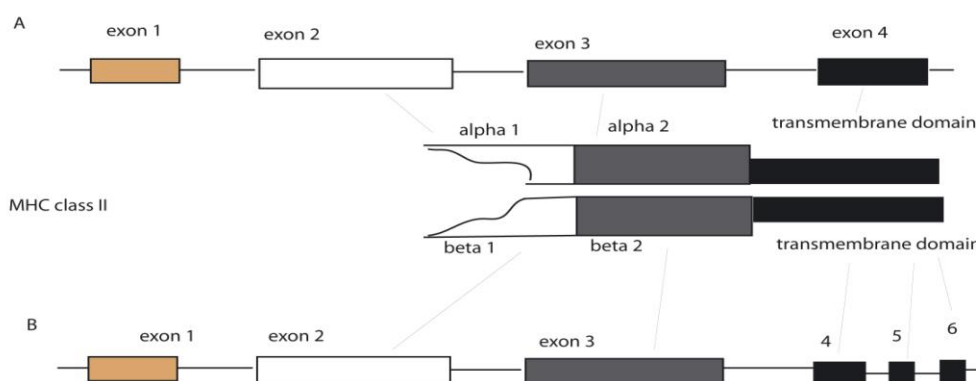 A
exon 1
exon 2
exon 3
exon 4
alpha 1
alpha 2
transmembrane domain
MHC class II
beta 1
beta 2
transmembrane domain
B
exon 1
exon 2
exon 3
4
5
6